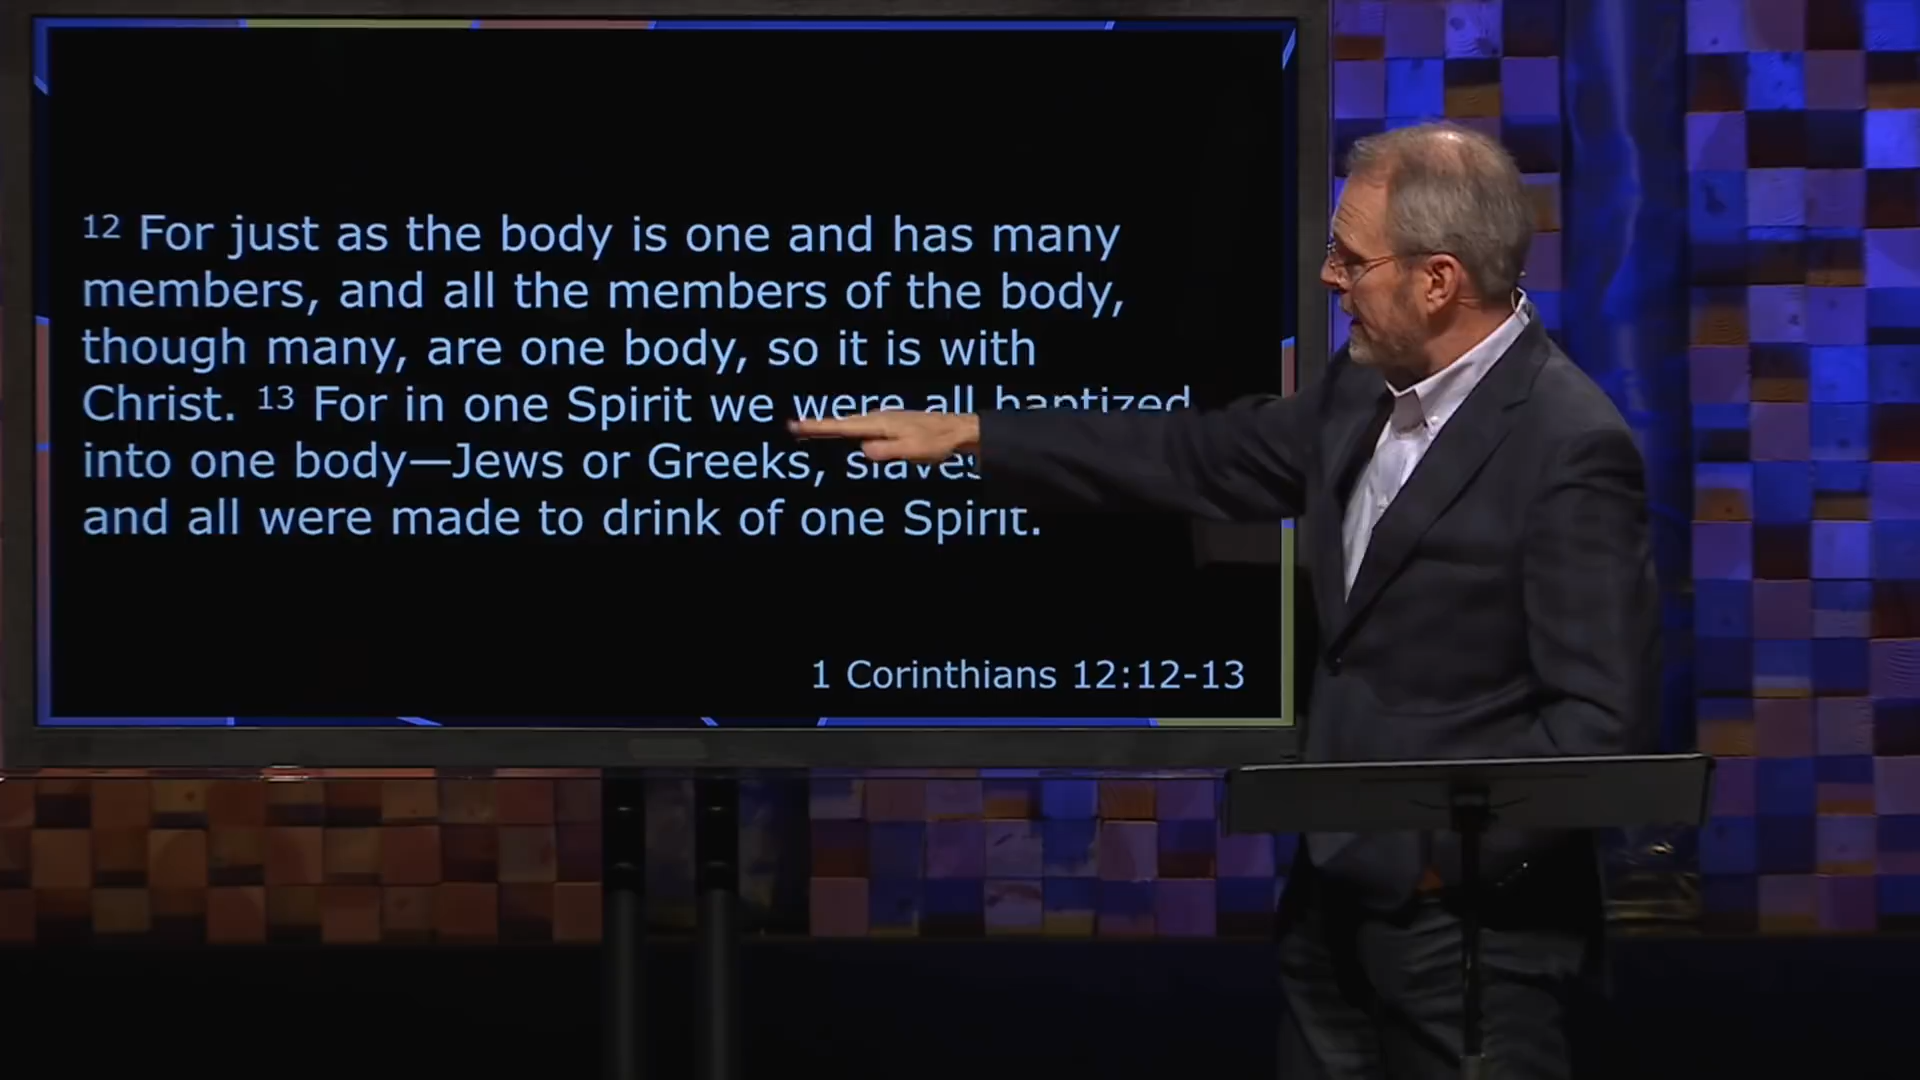 12 For just as the body is one and has many
members, and all the members of the body,
though many, are one body, so it is with
Christ. 13 For in one Spirit we were all baptized
into one body—Jews or Greeks, slaves
and all were made to drink of one Spirit.
1 Corinthians 12:12-13